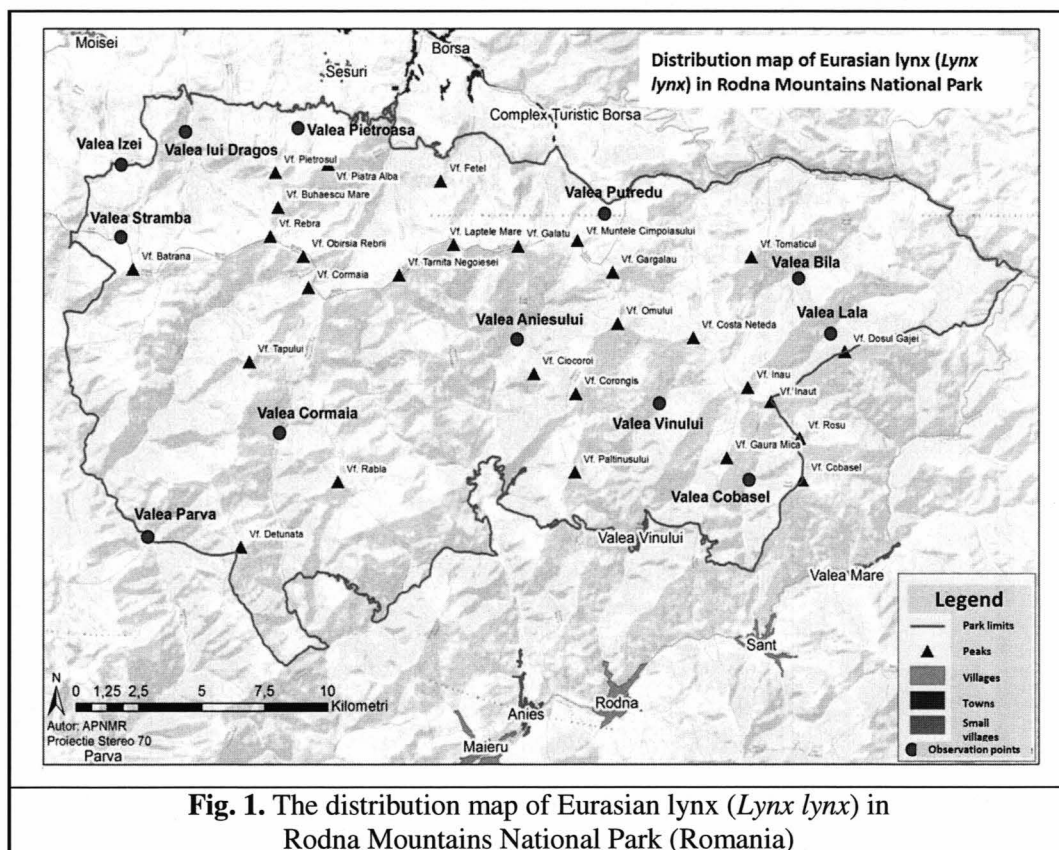 Moisei
Borsa
Sesuri
Distribution map of Eurasian lynx (Lynx
lynx) in Rodna Mountains National Park
Complex Turistic Borsa
Valea Pietroasa
Valea Izei
Valea lui Dragos
Vf. Pietrosul
Vf. Piatra Alba
Vf. Fetel
Vf. Buhaescu Mare
Valea Putredu
Valea Stramba
Vf. Rebra
Vf. Obirsia Rebrii
Vf. Laptele Mare
Vf. Galatu
Vf. Muntele Cimpoiasului
Vf. Tomaticul
Vf. Batrana
Vf. Cormaia
Vf. Tarnita Negoiesei
Vf. Gargalau
Valea Bila
Valea Aniesului
Vf. Omului
Vf. Costa Neteda
Valea Lala
Vf. Dosul Gajei
Vf. Tapului
Vf. Ciocoroi
Vf. Corongis
Vf. Inau
Vf. Inaut
Valea Cormaia
Valea Vinului
Vf. Rosu
Vf. Rabla
Vf. Paltinusului
Vf. Gaura Mica
Vf. Cobasel
Valea Cobasel
Valea Parva
Vf. Detunata
Valea Vinului
Valea Mare
Sant
Rodna
Anies
Maieru
Legend
Park limits
Peaks
Villages
Towns
Small
villages
Observation points
N
0 1,25 2,5 5 7,5 10
Kilometri
Autor: APNMR
Proiectie Stereo 70
Parva
Fig. 1. The distribution map of Eurasian lynx (Lynx lynx) in
Rodna Mountains National Park (Romania)